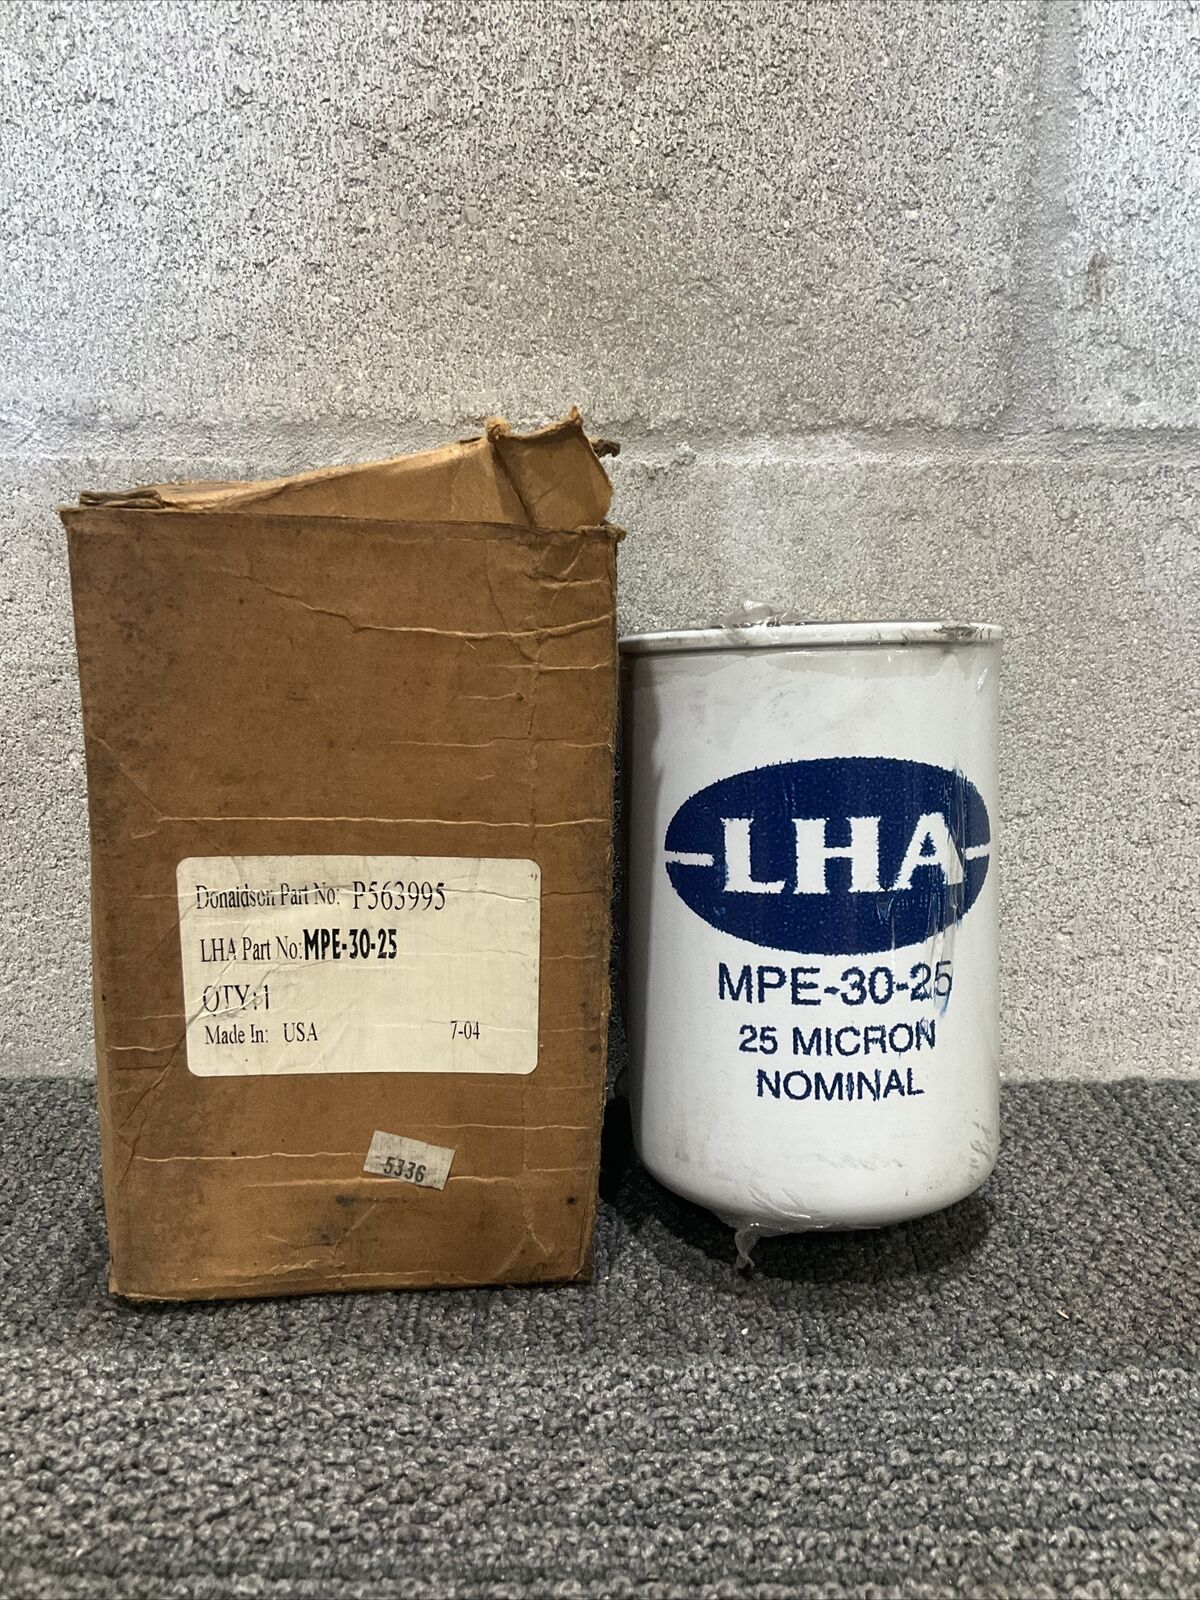 Donaldson Part No: P563995
LHA Part No: MPE-30-25
QTY: 1
Made In: USA 7-04
5336
LHA
MPE-30-25
25 MICRON
NOMINAL